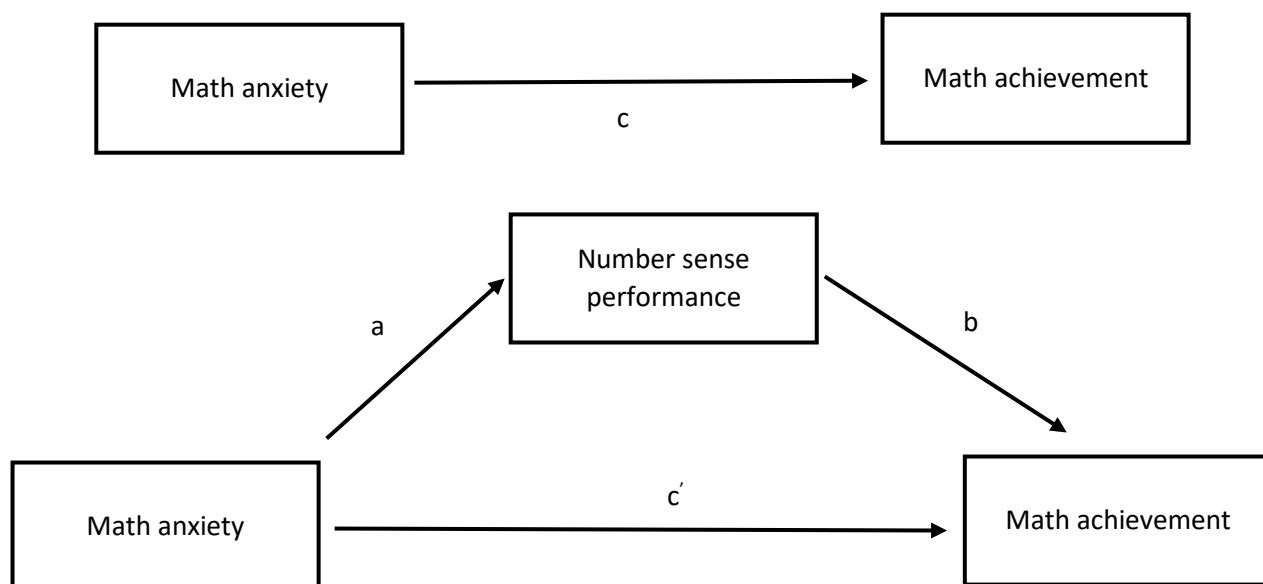 Math anxiety
Math achievement
c
Number sense
performance
a
b
c′
Math anxiety
Math achievement